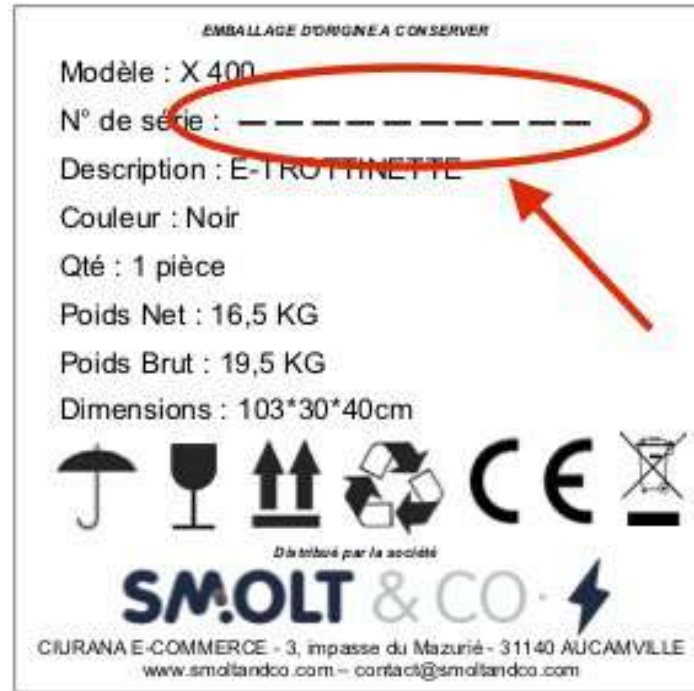 EMBALLAGE D'ORIGINE A CONSERVER
Modèle : X 400
N° de série : — — — — — — — — — —
Description : E-TROTTINETTE
Couleur : Noir
Qté : 1 pièce
Poids Net : 16,5 KG
Poids Brut : 19,5 KG
Dimensions : 103*30*40cm
CE
Distribué par la société
SMOLT & CO
CIURANA E-COMMERCE - 3, impasse du Mazurié - 31140 AUCAMVILLE
www.smoltandco.com – contact@smoltandco.com